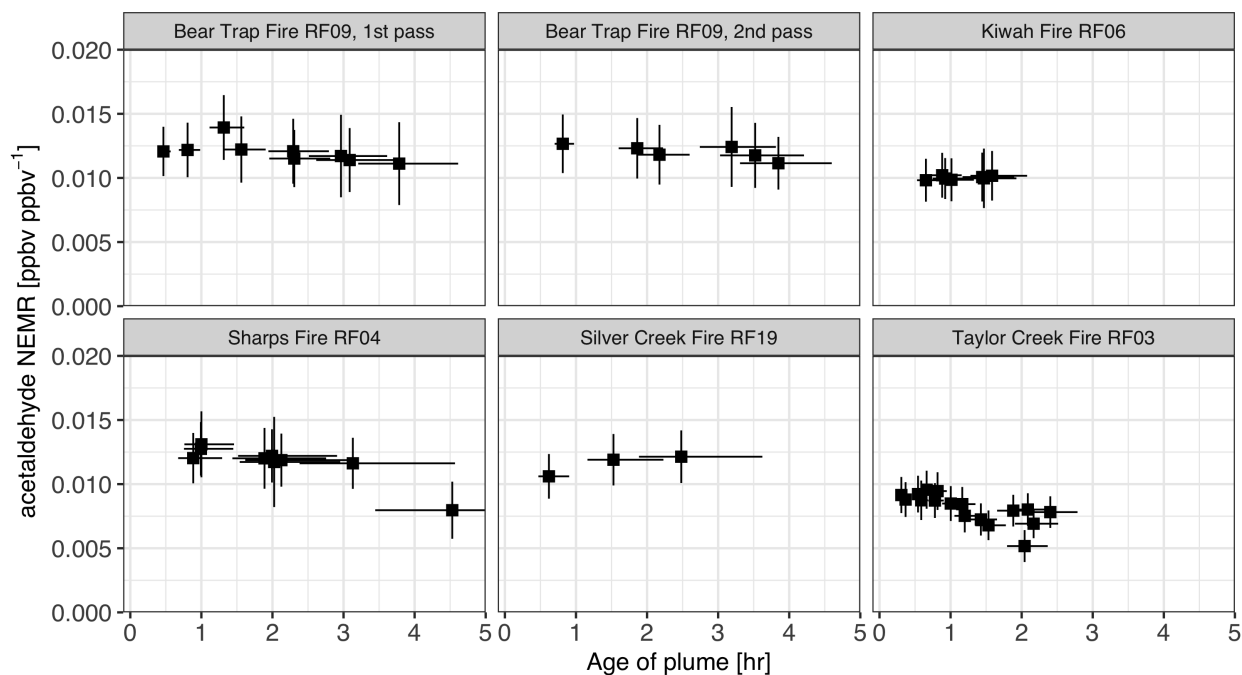 Bear Trap Fire RF09, 1st pass
Bear Trap Fire RF09, 2nd pass
Kiwah Fire RF06
0.020
0.015
0.010
0.005
0.000
Sharps Fire RF04
Silver Creek Fire RF19
Taylor Creek Fire RF03
0.020
0.015
0.010
0.005
0.000
acetaldehyde NEMR [ppbv ppbv⁻¹]
0 1 2 3 4 5
0 1 2 3 4 5
0 1 2 3 4 5
Age of plume [hr]